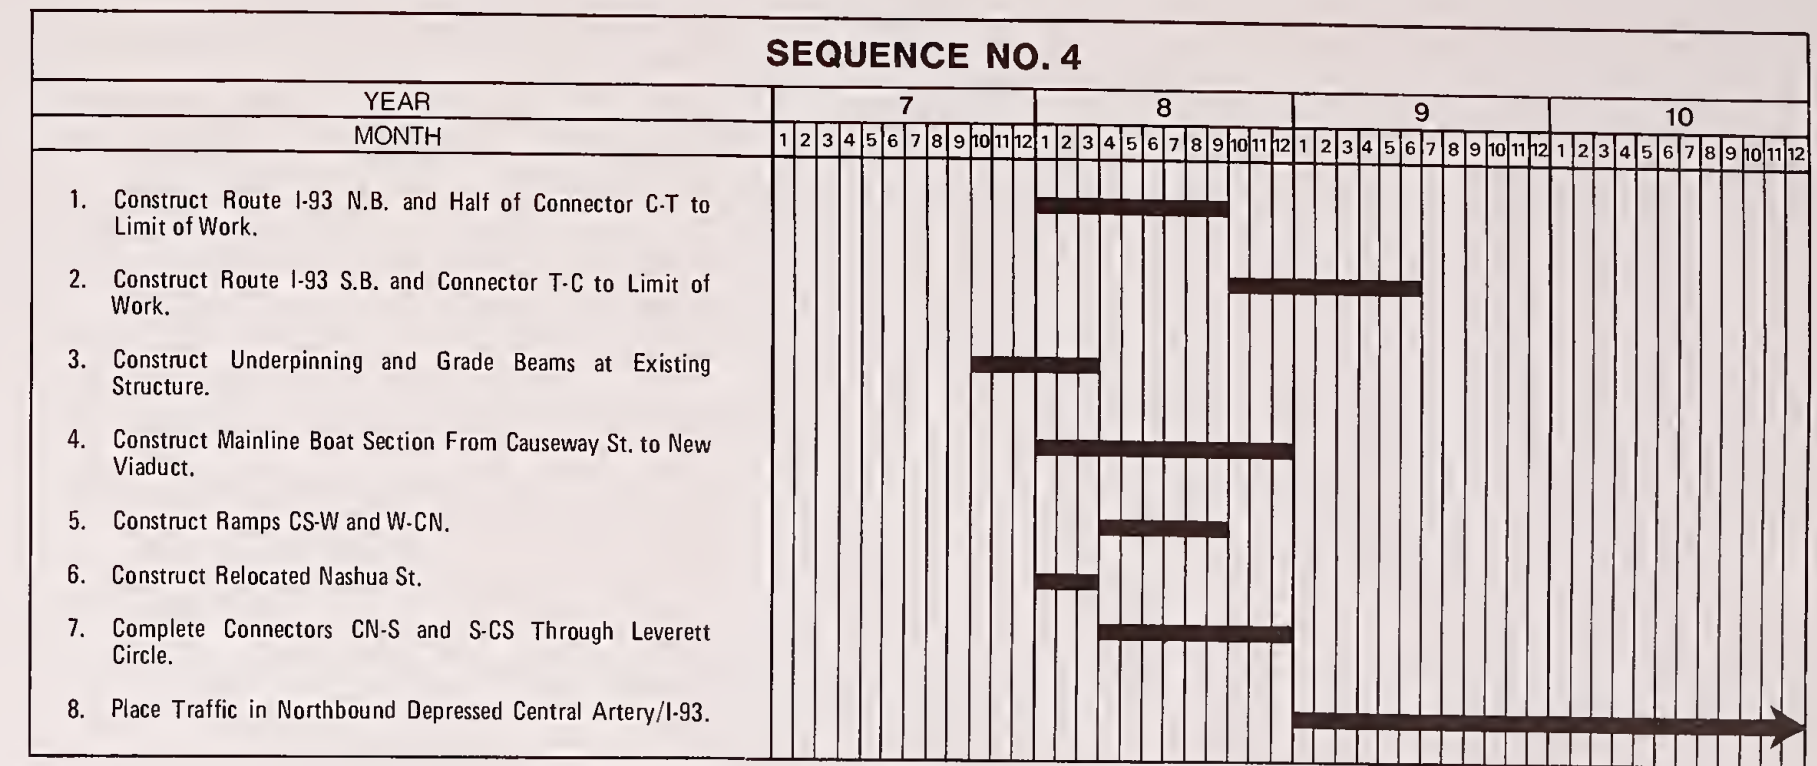 SEQUENCE NO. 4
YEAR 7 8 9 10
MONTH 1 2 3 4 5 6 7 8 9 10 11 12 1 2 3 4 5 6 7 8 9 10 11 12 1 2 3 4 5 6 7 8 9 10 11 12 1 2 3 4 5 6 7 8 9 10 11 12
1. Construct Route I-93 N.B. and Half of Connector C-T to
Limit of Work.
2. Construct Route I-93 S.B. and Connector T-C to Limit of
Work.
3. Construct Underpinning and Grade Beams at Existing
Structure.
4. Construct Mainline Boat Section From Causeway St. to New
Viaduct.
5. Construct Ramps CS-W and W-CN.
6. Construct Relocated Nashua St.
7. Complete Connectors CN-S and S-CS Through Leverett
Circle.
8. Place Traffic in Northbound Depressed Central Artery/I-93.